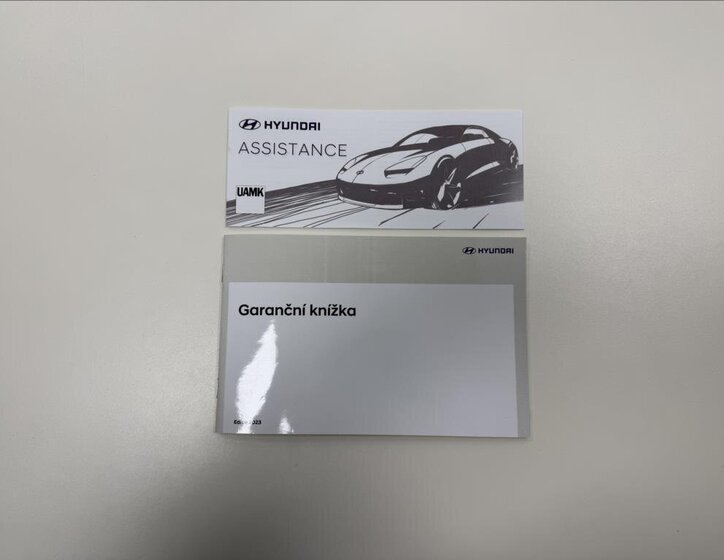 HYUNDAI
ASSISTANCE
UAMK
HYUNDAI
Garanční knížka